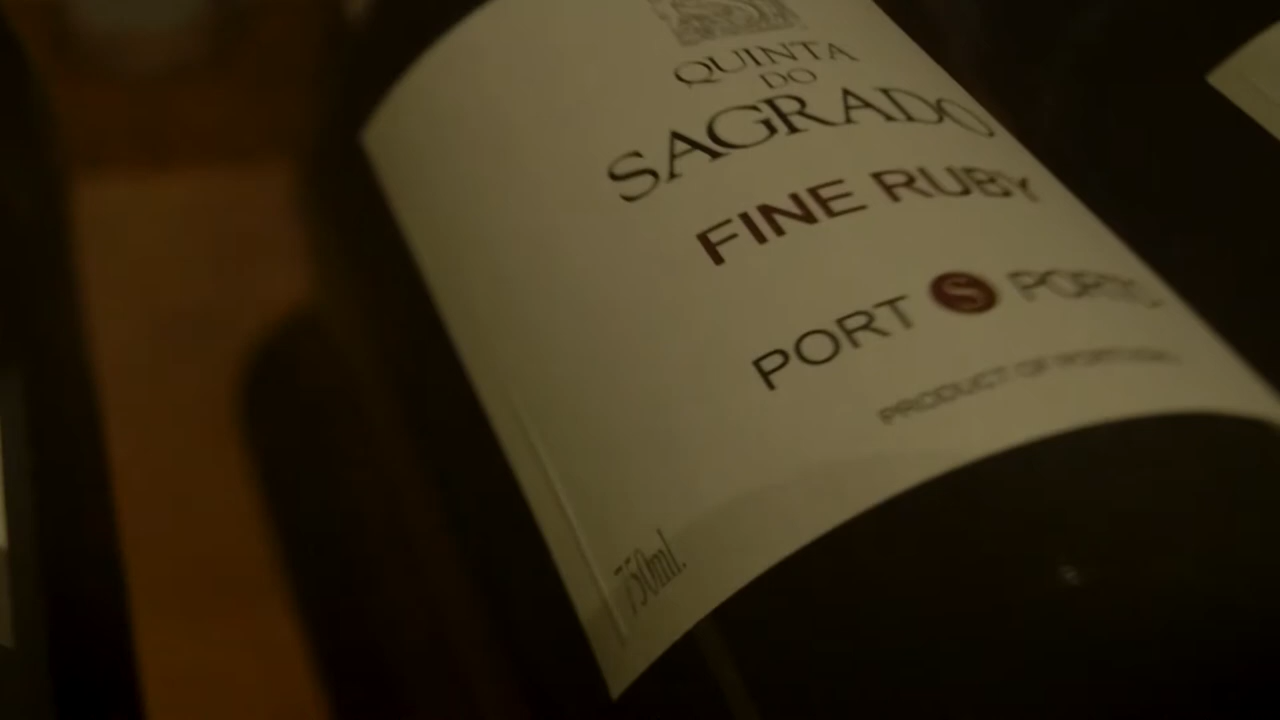 QUINTA
DO
SAGRADO
FINE RUBY
PORT S PORTO
PRODUCT OF PORTUGAL
750ml.